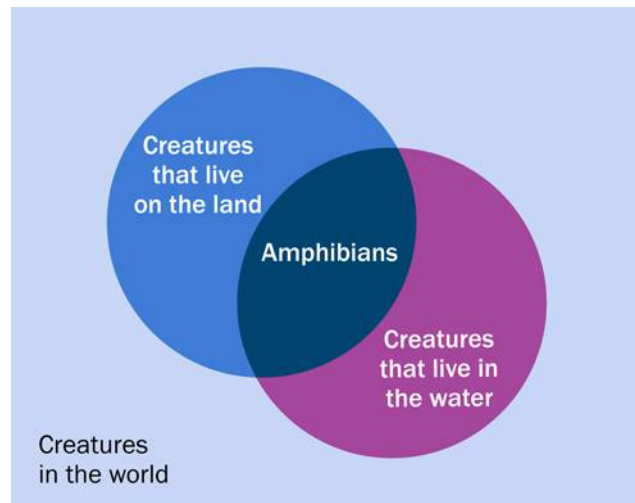 Creatures
that live
on the land
Amphibians
Creatures
that live in
the water
Creatures
in the world